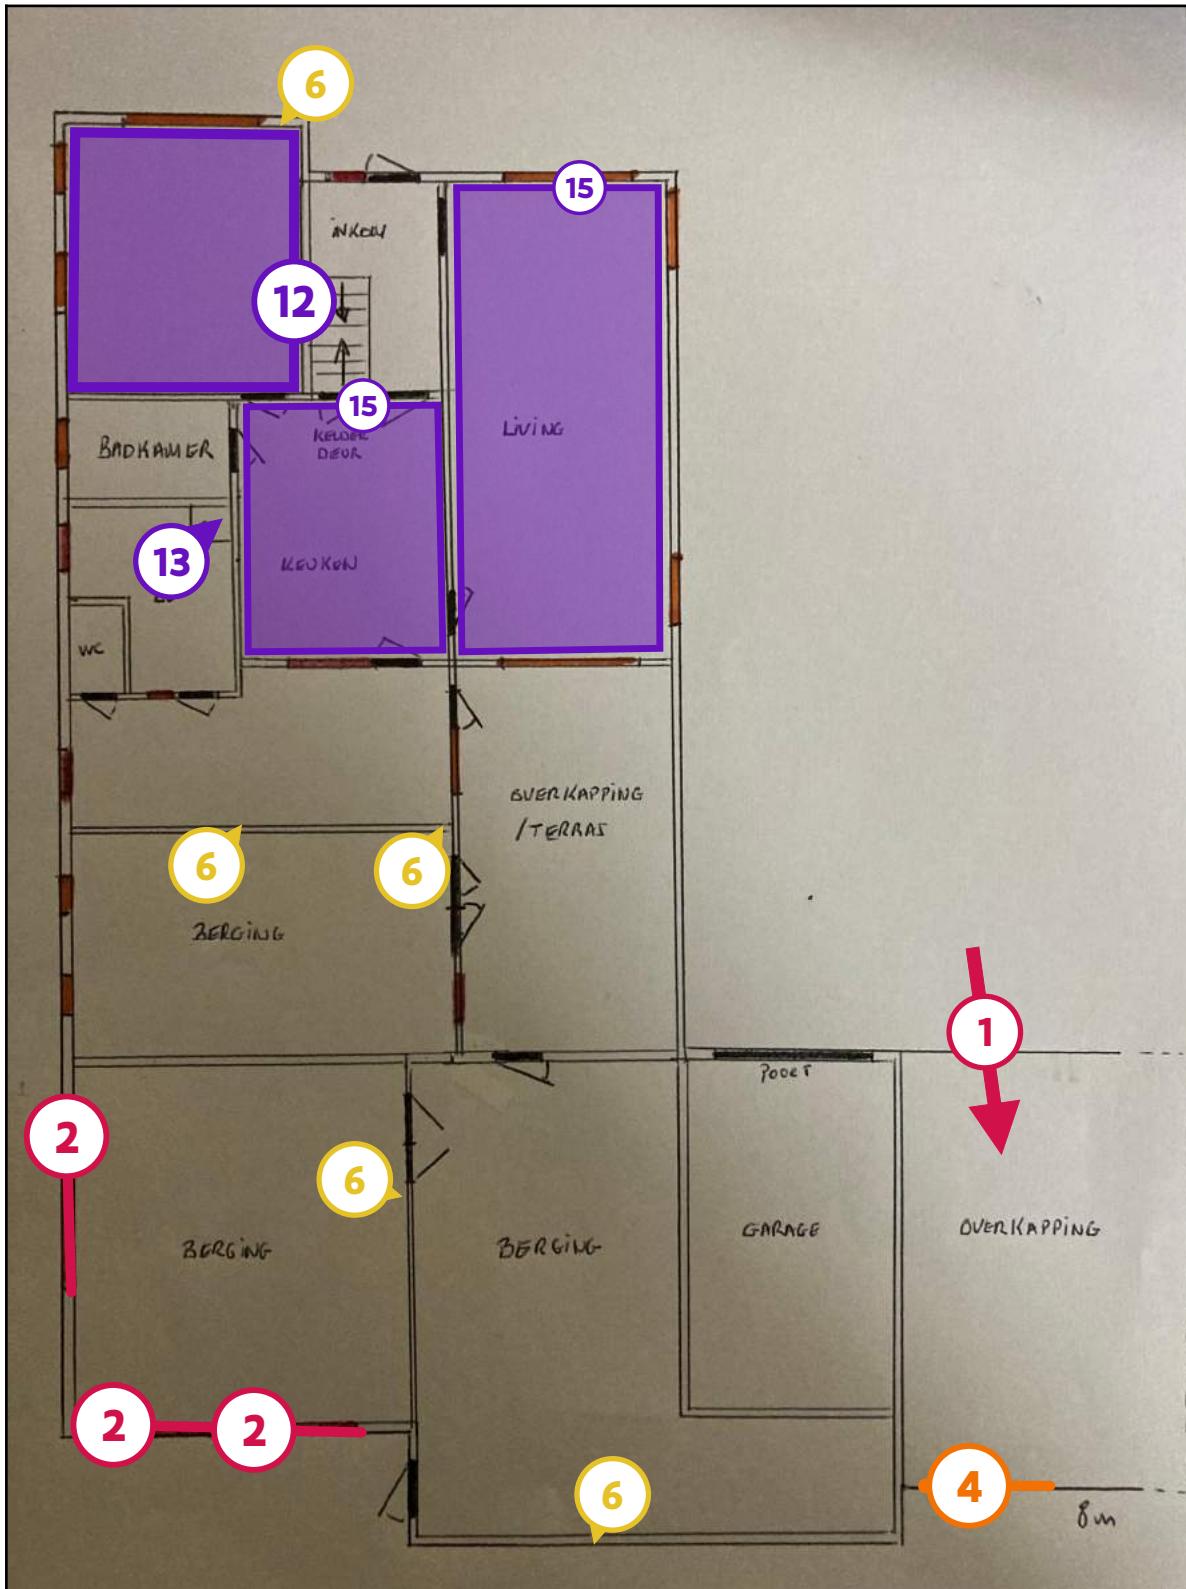 6
15
INKOM
12
15
LIVING
KELDER
DEUR
BADKAMER
13
KEUKEN
WC
OVERKAPPING
/TERRAS
6
6
BERGING
1
POORT
2
6
GARAGE
OVERKAPPING
BERGING
BERGING
2
2
6
4
8m